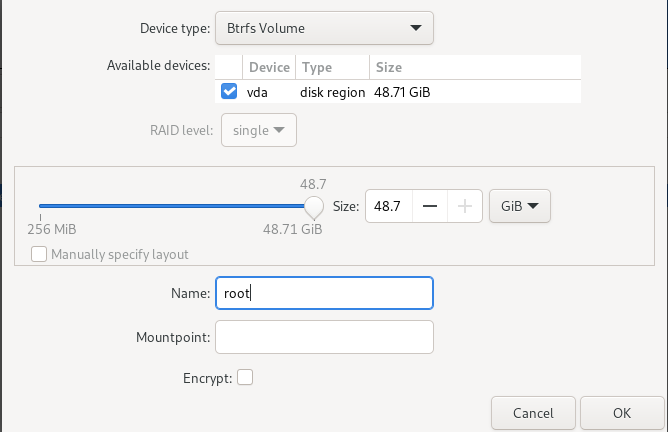 Device type: Btrfs Volume
Available devices: Device Type Size
vda disk region 48.71 GiB
RAID level: single
48.7
Size: 48.7 GiB
256 MiB 48.71 GiB
Manually specify layout
Name: root
Mountpoint:
Encrypt:
Cancel OK